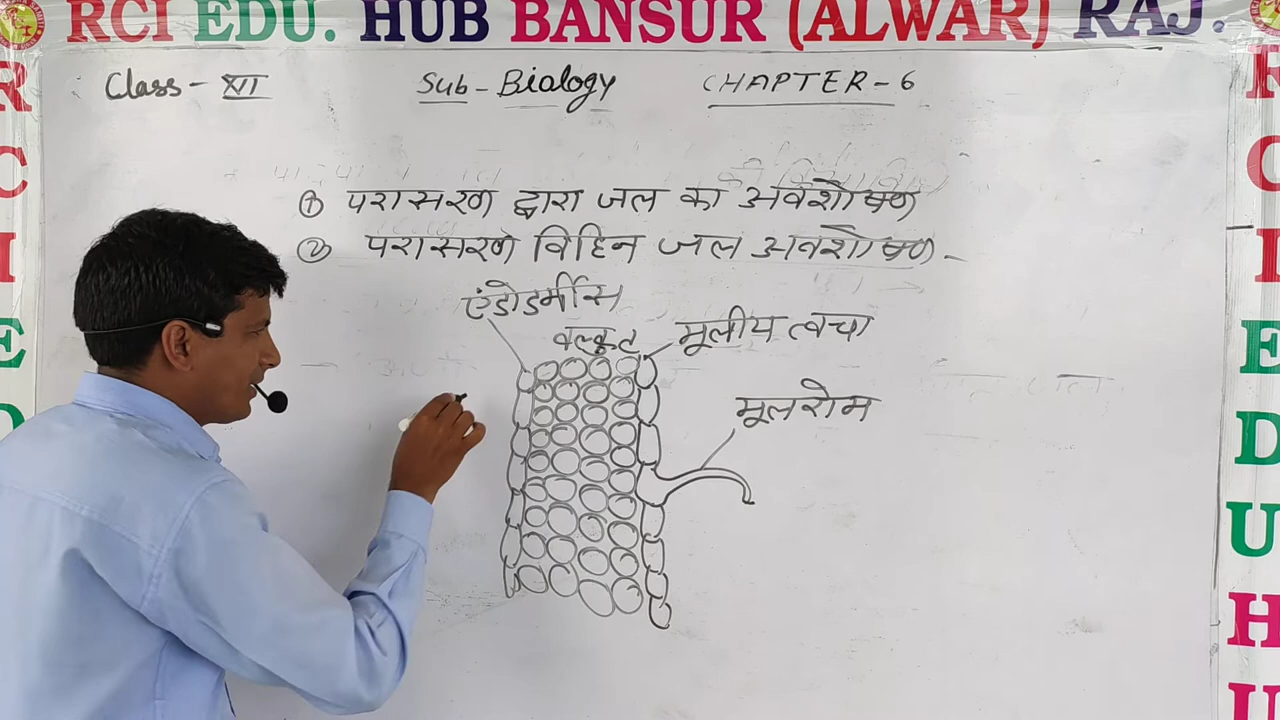 RCI EDU. HUB BANSUR (ALWAR) RAJ.
Class - XII Sub - Biology CHAPTER - 6
① परासरण द्वारा जल का अवशोषण
② परासरण विहिन जल अवशोषण -
एंडोडर्मीस
वल्कूट मूलीय त्वचा
मूलरोम
R
C
I
E
D
R
C
I
E
D
U
H
U